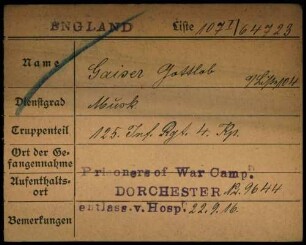 ENGLAND Liste 107 I/64723
Name Gaiser Gottlob
Dienstgrad Musk
Truppenteil 125. Inf. Rgt. 4. Kp.
Ort der Ge-
fangennahme
Prisoners of War Camp.
Aufenthalts-
ort DORCHESTER 12.9644
entlass. v. Hosp. 22.9.16.
Bemerkungen